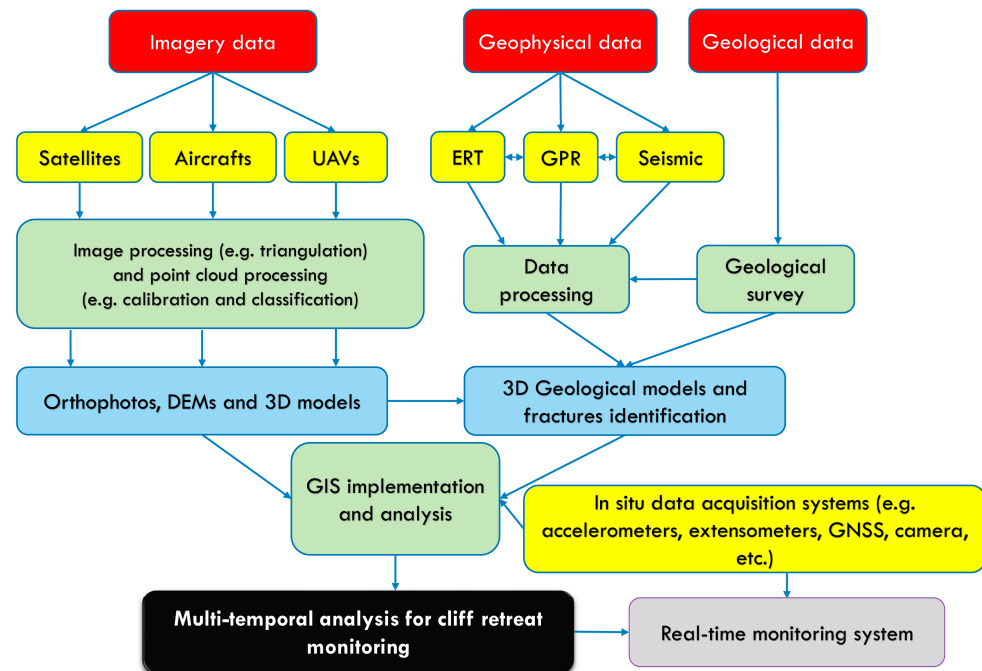 Imagery data
Geophysical data
Geological data
Satellites
Aircrafts
UAVs
ERT
GPR
Seismic
Image processing (e.g. triangulation)
and point cloud processing
(e.g. calibration and classification)
Data
processing
Geological
survey
Orthophotos, DEMs and 3D models
3D Geological models and
fractures identification
GIS implementation
and analysis
In situ data acquisition systems (e.g.
accelerometers, extensometers, GNSS, camera,
etc.)
Multi-temporal analysis for cliff retreat
monitoring
Real-time monitoring system